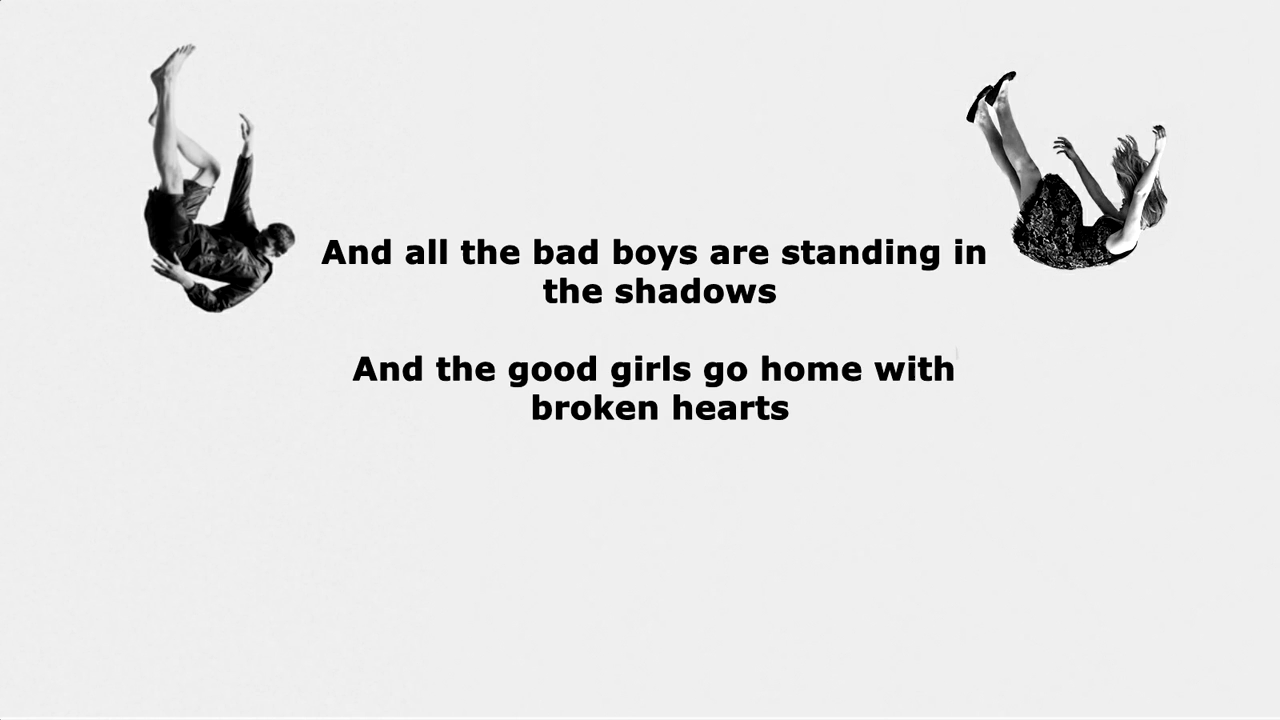 And all the bad boys are standing in
the shadows
And the good girls go home with
broken hearts